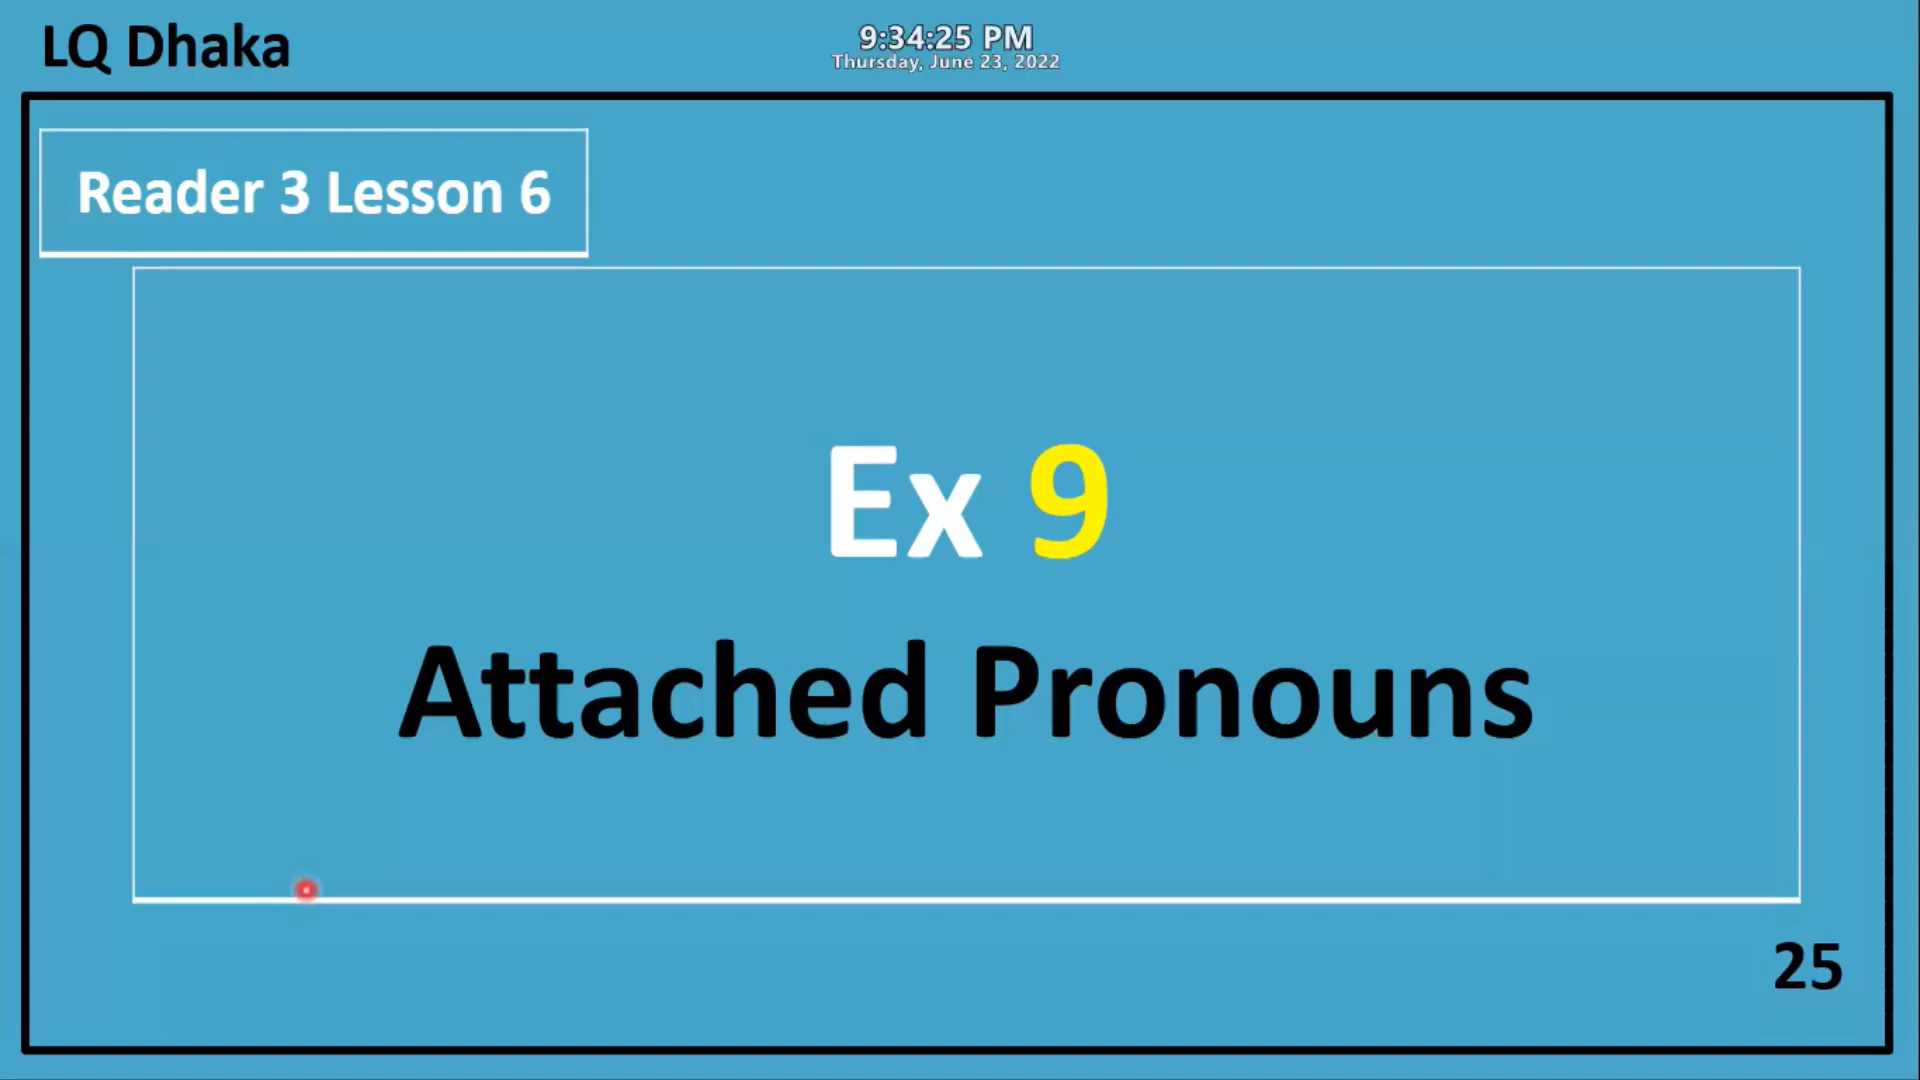 LQ Dhaka
9:34:25 PM
Thursday, June 23, 2022
Reader 3 Lesson 6
Ex 9
Attached Pronouns
25